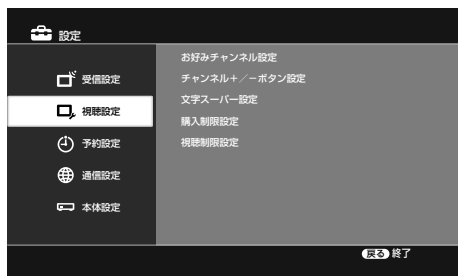 設定
受信設定
視聴設定
予約設定
通信設定
本体設定
お好みチャンネル設定
チャンネル＋／－ボタン設定
文字スーパー設定
購入制限設定
視聴制限設定
戻る 終了